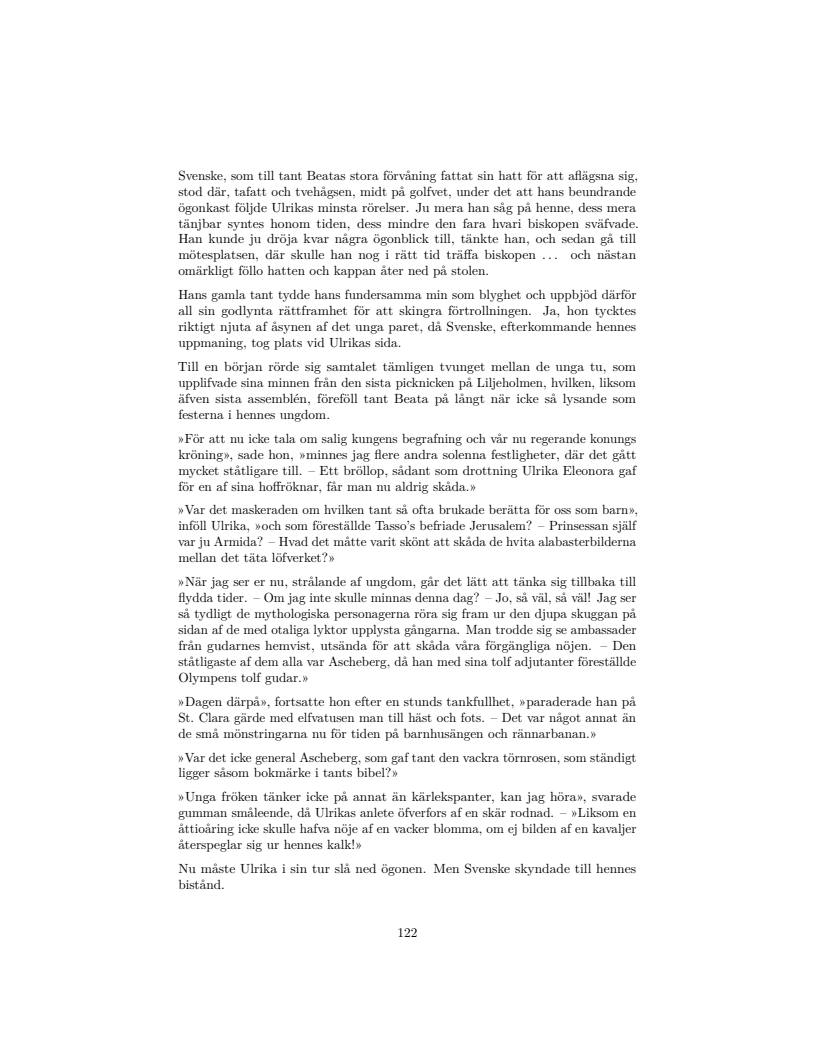 Svenske, som till tant Beatas stora förvåning fattat sin hatt för att aflägsna sig,
stod där, tafatt och tvehågsen, midt på golfvet, under det att hans beundrande
ögonkast följde Ulrikas minsta rörelser. Ju mera han såg på henne, dess mera
tänjbar syntes honom tiden, dess mindre den fara hvari biskopen sväfvade.
Han kunde ju dröja kvar några ögonblick till, tänkte han, och sedan gå till
mötesplatsen, där skulle han nog i rätt tid träffa biskopen ... och nästan
omärkligt föllo hatten och kappan åter ned på stolen.
Hans gamla tant tydde hans fundersamma min som blyghet och uppbjöd därför
all sin godlynta rättframhet för att skingra förtrollningen. Ja, hon tycktes
riktigt njuta af åsynen af det unga paret, då Svenske, efterkommande hennes
uppmaning, tog plats vid Ulrikas sida.
Till en början rörde sig samtalet tämligen tvunget mellan de unga tu, som
upplifvade sina minnen från den sista picknicken på Liljeholmen, hvilken, liksom
äfven sista assemblén, föreföll tant Beata på långt när icke så lysande som
festerna i hennes ungdom.
»För att nu icke tala om salig kungens begrafning och vår nu regerande konungs
kröning», sade hon, »minnes jag flere andra solenna festligheter, där det gått
mycket ståtligare till. – Ett bröllop, sådant som drottning Ulrika Eleonora gaf
för en af sina hoffröknar, får man nu aldrig skåda.»
»Var det maskeraden om hvilken tant så ofta brukade berätta för oss som barn»,
inföll Ulrika, »och som föreställde Tasso's befriade Jerusalem? – Prinsessan själf
var ju Armida? – Hvad det måtte varit skönt att skåda de hvita alabasterbilderna
mellan det täta löfverket?»
»När jag ser er nu, strålande af ungdom, går det lätt att tänka sig tillbaka till
flydda tider. – Om jag inte skulle minnas denna dag? – Jo, så väl, så väl! Jag ser
så tydligt de mythologiska personagerna röra sig fram ur den djupa skuggan på
sidan af de med otaliga lyktor upplysta gångarna. Man trodde sig se ambassader
från gudarnes hemvist, utsända för att skåda våra förgängliga nöjen. – Den
ståtligaste af dem alla var Ascheberg, då han med sina tolf adjutanter föreställde
Olympens tolf gudar.»
»Dagen därpå», fortsatte hon efter en stunds tankfullhet, »paraderade han på
St. Clara gärde med elfvatusen man till häst och fots. – Det var något annat än
de små mönstringarna nu för tiden på barnhusängen och rännarbanan.»
»Var det icke general Ascheberg, som gaf tant den vackra törnrosen, som ständigt
ligger såsom bokmärke i tants bibel?»
»Unga fröken tänker icke på annat än kärlekspanter, kan jag höra», svarade
gumman småleende, då Ulrikas anlete öfverfors af en skär rodnad. – »Liksom en
åttioåring icke skulle hafva nöje af en vacker blomma, om ej bilden af en kavaljer
återspeglar sig ur hennes kalk!»
Nu måste Ulrika i sin tur slå ned ögonen. Men Svenske skyndade till hennes
bistånd.
122